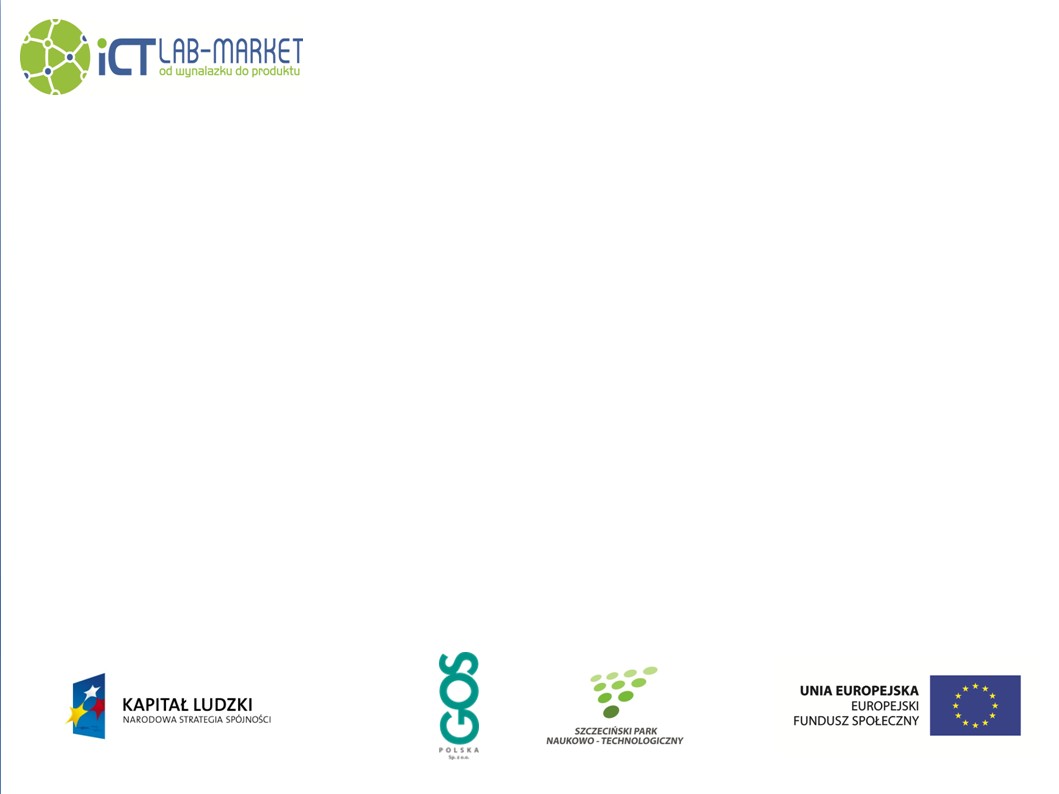 iCT LAB-MARKET
od wynalazku do produktu
KAPITAŁ LUDZKI
NARODOWA STRATEGIA SPÓJNOŚCI
GOS
POLSKA
Sp. z o.o.
SZCZECIŃSKI PARK
NAUKOWO - TECHNOLOGICZNY
UNIA EUROPEJSKA
EUROPEJSKI
FUNDUSZ SPOŁECZNY